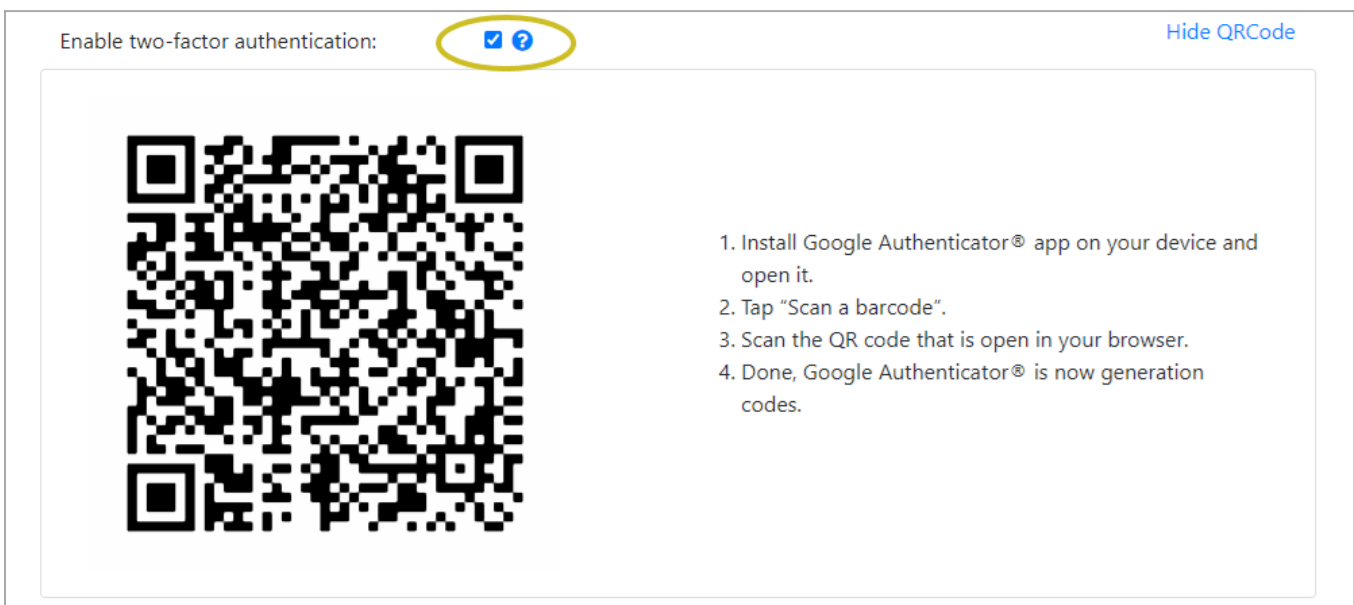 Enable two-factor authentication:
Hide QRCode
1. Install Google Authenticator® app on your device and
open it.
2. Tap “Scan a barcode”.
3. Scan the QR code that is open in your browser.
4. Done, Google Authenticator® is now generation
codes.